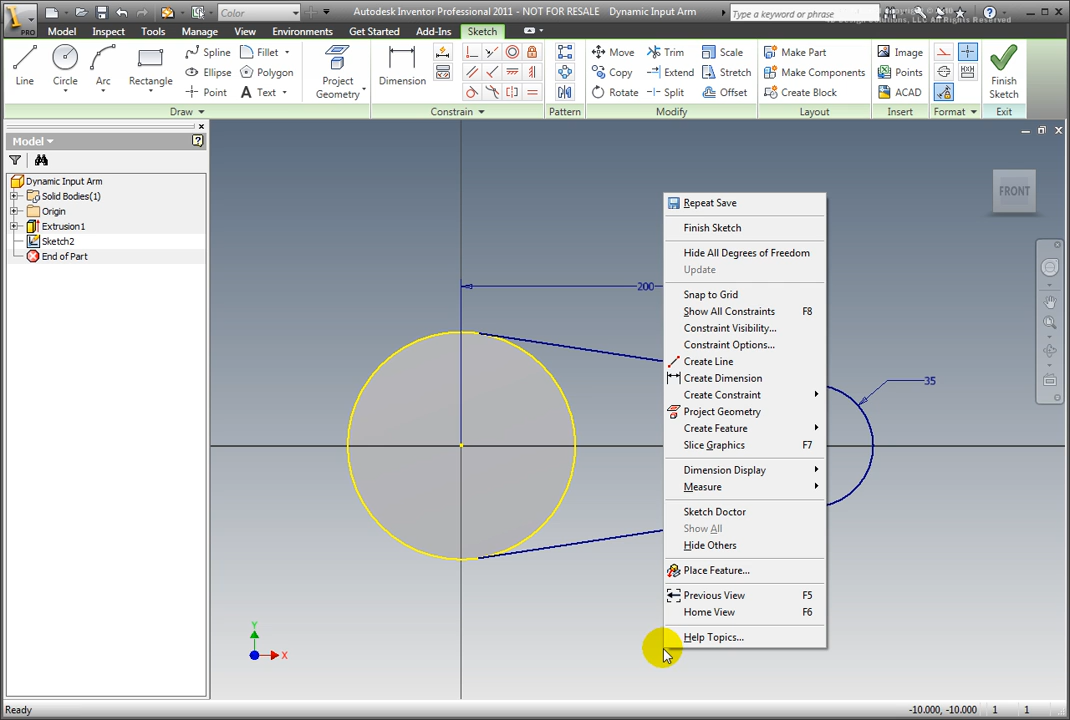 PRO
Color
Autodesk Inventor Professional 2011 - NOT FOR RESALE Dynamic Input Arm
Type a keyword or phrase
Rights Reserved
Model Inspect Tools Manage View Environments Get Started Add-Ins Sketch
Line
Circle
Arc
Rectangle
Spline
Ellipse
Point
Fillet
Polygon
Text
Project
Geometry
Dimension
Move
Copy
Rotate
Trim
Extend
Split
Scale
Stretch
Offset
Make Part
Make Components
Create Block
Image
Points
ACAD
Finish
Sketch
Draw
Constrain
Pattern
Modify
Layout
Insert
Format
Exit
Model
Dynamic Input Arm
Solid Bodies(1)
Origin
Extrusion1
Sketch2
End of Part
FRONT
200
35
Repeat Save
Finish Sketch
Hide All Degrees of Freedom
Update
Snap to Grid
Show All Constraints F8
Constraint Visibility...
Constraint Options...
Create Line
Create Dimension
Create Constraint
Project Geometry
Create Feature
Slice Graphics F7
Dimension Display
Measure
Sketch Doctor
Show All
Hide Others
Place Feature...
Previous View F5
Home View F6
Help Topics...
Y
X
Ready
-10.000, -10.000 1 1